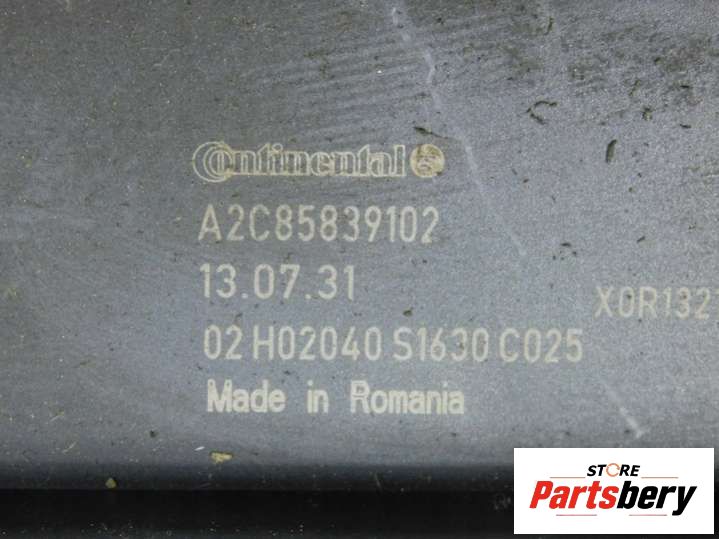 Continental
A2C85839102
13.07.31
X0R132
02 H02040 S1630 C025
Made in Romania
STORE
Partsbery